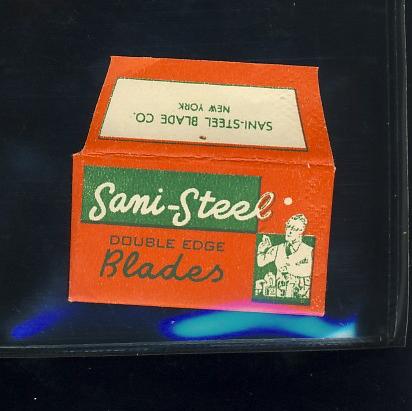 SANI-STEEL BLADE CO.
NEW YORK
Sani-Steel
DOUBLE EDGE
Blades